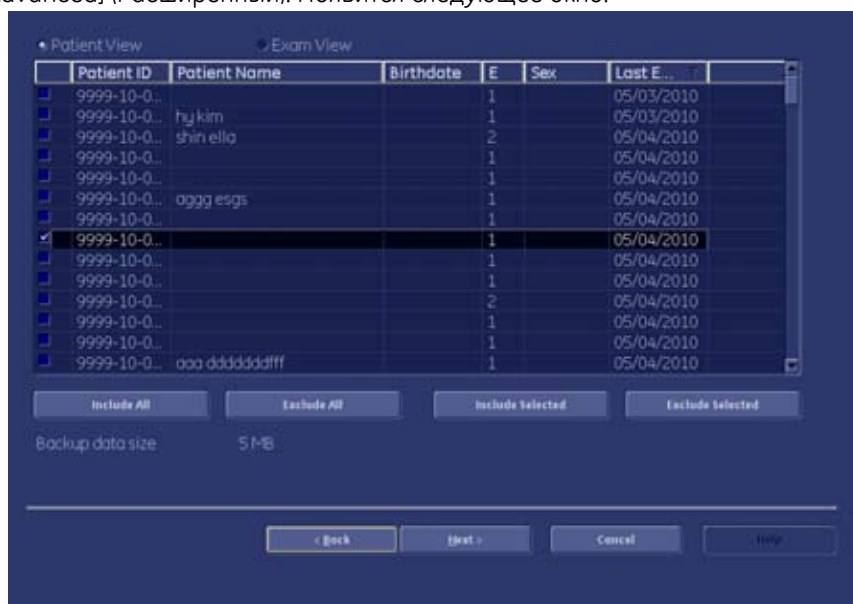 [Advanced] (Расширенный). Появится следующее окно:
Patient View Exam View
Patient ID Patient Name Birthdate E Sex Last E...
9999-10-0... 1 05/03/2010
9999-10-0... hy kim 1 05/03/2010
9999-10-0... shin ella 2 05/04/2010
9999-10-0... 1 05/04/2010
9999-10-0... 1 05/04/2010
9999-10-0... aggg esgs 1 05/04/2010
9999-10-0... 1 05/04/2010
9999-10-0... 1 05/04/2010
9999-10-0... 1 05/04/2010
9999-10-0... 1 05/04/2010
9999-10-0... 2 05/04/2010
9999-10-0... 1 05/04/2010
9999-10-0... 1 05/04/2010
9999-10-0... aaa dddddddfff 1 05/04/2010
Include All Exclude All Include Selected Exclude Selected
Backup data size 5 MB
< Back Next > Cancel Help